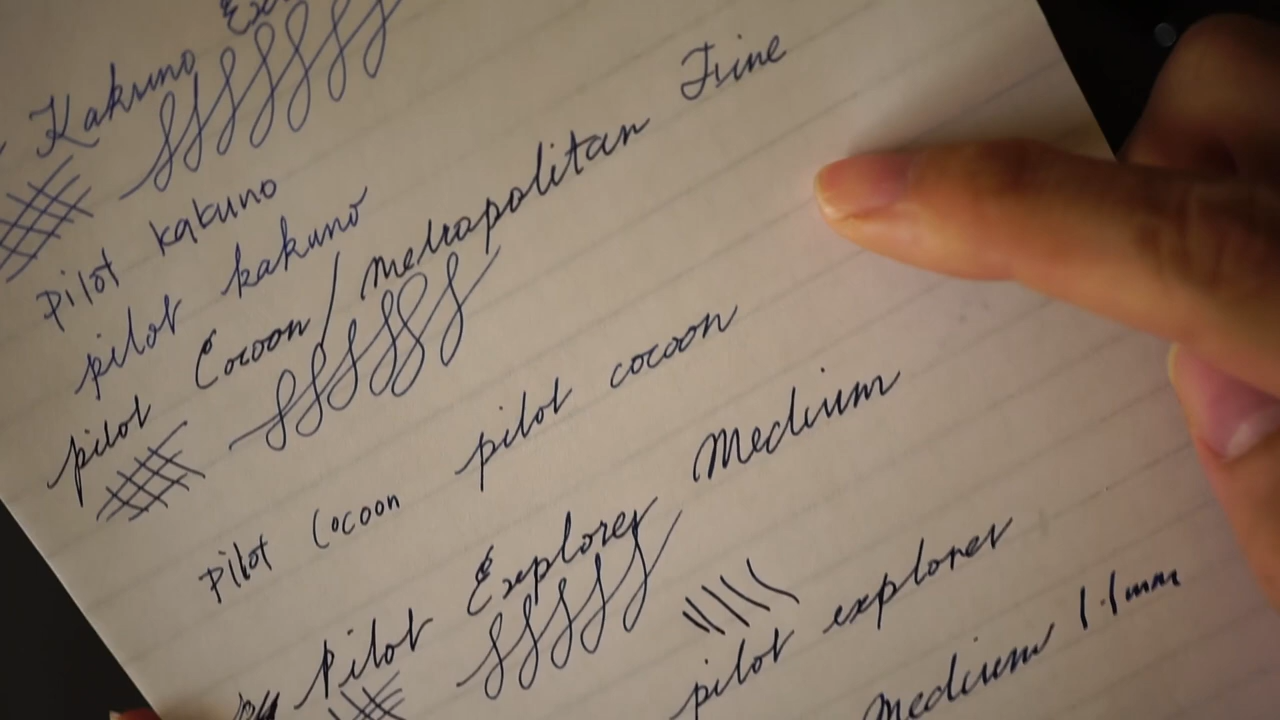 Kakuno
pilot kakuno
pilot kakuno
pilot Cocoon / Metropolitan Fine
pilot Cocoon pilot cocoon
Pilot Explorer Medium
pilot explorer
Medium 1.1mm